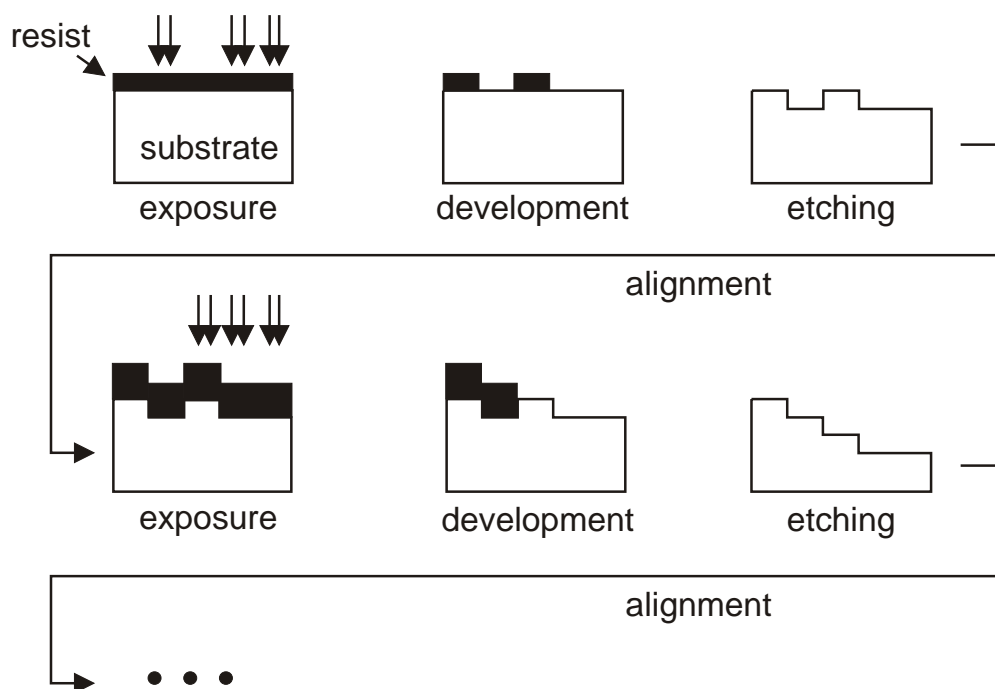 resist
substrate
exposure
development
etching
alignment
exposure
development
etching
alignment